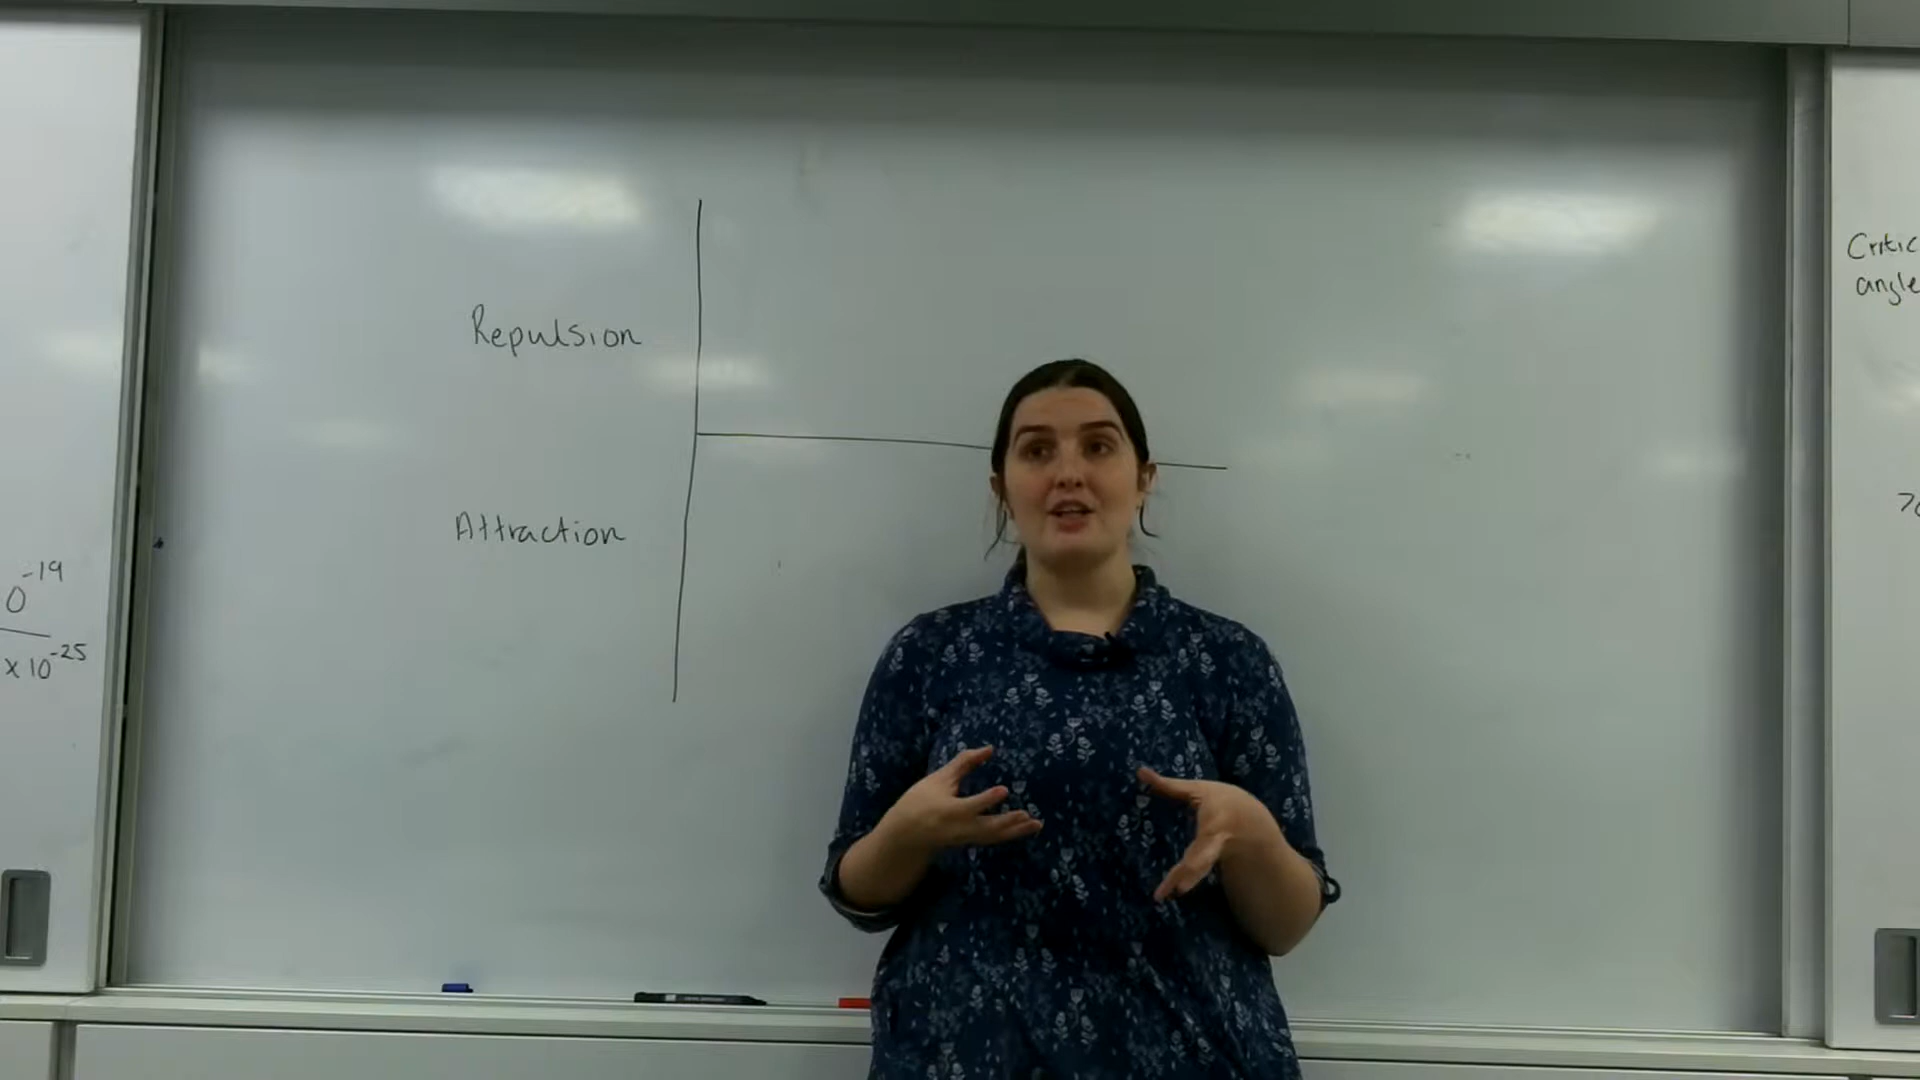 Repulsion
Attraction
0^-19
x 10^-25
Critic
angle